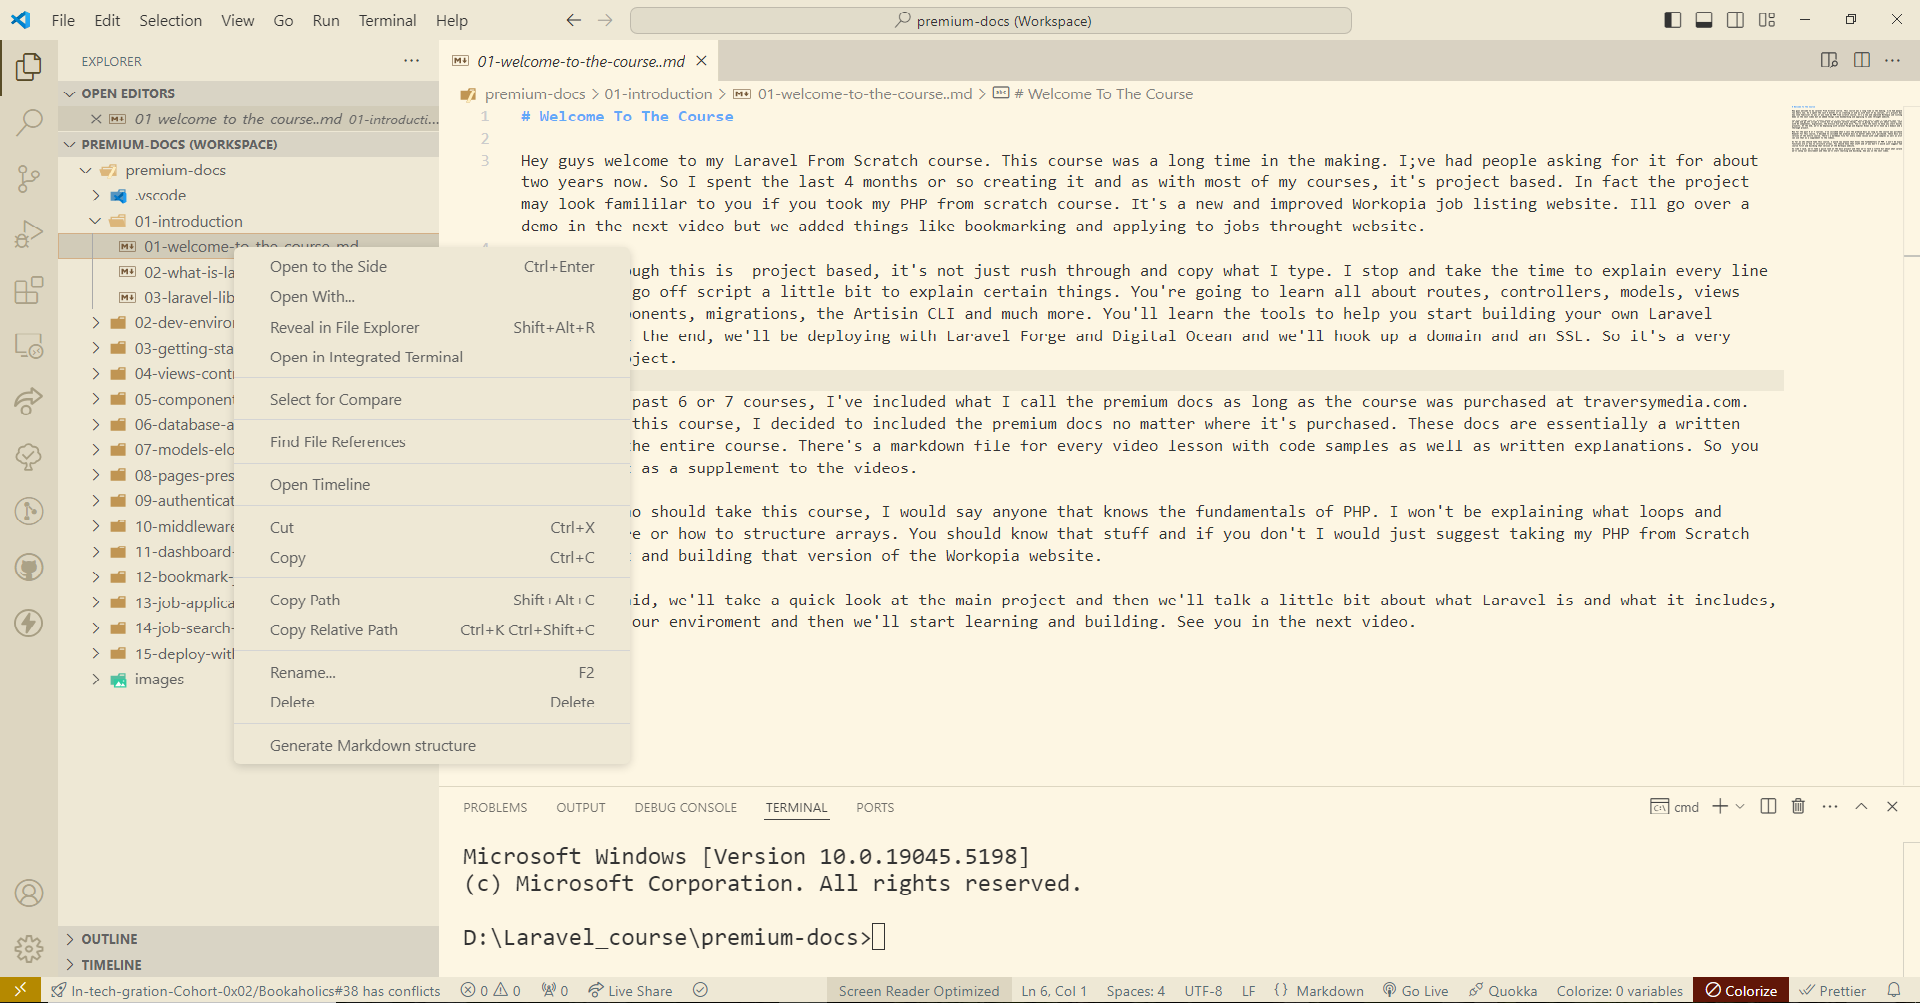 File Edit Selection View Go Run Terminal Help
premium-docs (Workspace)
EXPLORER
OPEN EDITORS
01 welcome to the course..md 01-introducti...
PREMIUM-DOCS (WORKSPACE)
premium-docs
.vscode
01-introduction
01-welcome-to-the-course..md
02-what-is-la
03-laravel-lib
02-dev-enviro
03-getting-sta
04-views-cont
05-component
06-database-a
07-models-elo
08-pages-pres
09-authenticat
10-middleware
11-dashboard-
12-bookmark-
13-job-applica
14-job-search-
15-deploy-with
images
OUTLINE
TIMELINE
Open to the Side Ctrl+Enter
Open With...
Reveal in File Explorer Shift+Alt+R
Open in Integrated Terminal
Select for Compare
Find File References
Open Timeline
Cut Ctrl+X
Copy Ctrl+C
Copy Path Shift+Alt+C
Copy Relative Path Ctrl+K Ctrl+Shift+C
Rename... F2
Delete Delete
Generate Markdown structure
01-welcome-to-the-course..md
premium-docs > 01-introduction > 01-welcome-to-the-course..md > # Welcome To The Course
1 # Welcome To The Course
2
3 Hey guys welcome to my Laravel From Scratch course. This course was a long time in the making. I;ve had people asking for it for about
two years now. So I spent the last 4 months or so creating it and as with most of my courses, it's project based. In fact the project
may look famililar to you if you took my PHP from scratch course. It's a new and improved Workopia job listing website. Ill go over a
demo in the next video but we added things like bookmarking and applying to jobs throught website.
4
ough this is  project based, it's not just rush through and copy what I type. I stop and take the time to explain every line
go off script a little bit to explain certain things. You're going to learn all about routes, controllers, models, views
onents, migrations, the Artisin CLI and much more. You'll learn the tools to help you start building your own Laravel
the end, we'll be deploying with Laravel Forge and Digital Ocean and we'll hook up a domain and an SSL. So it's a very
ject.
past 6 or 7 courses, I've included what I call the premium docs as long as the course was purchased at traversymedia.com.
this course, I decided to included the premium docs no matter where it's purchased. These docs are essentially a written
the entire course. There's a markdown file for every video lesson with code samples as well as written explanations. So you
as a supplement to the videos.
o should take this course, I would say anyone that knows the fundamentals of PHP. I won't be explaining what loops and
re or how to structure arrays. You should know that stuff and if you don't I would just suggest taking my PHP from Scratch
and building that version of the Workopia website.
aid, we'll take a quick look at the main project and then we'll talk a little bit about what Laravel is and what it includes,
our enviroment and then we'll start learning and building. See you in the next video.
PROBLEMS OUTPUT DEBUG CONSOLE TERMINAL PORTS
cmd
Microsoft Windows [Version 10.0.19045.5198]
(c) Microsoft Corporation. All rights reserved.
D:\Laravel_course\premium-docs>
In-tech-gration-Cohort-0x02/Bookaholics#38 has conflicts 0 0 0 Live Share Screen Reader Optimized Ln 6, Col 1 Spaces: 4 UTF-8 LF {} Markdown Go Live Quokka Colorize: 0 variables Colorize Prettier